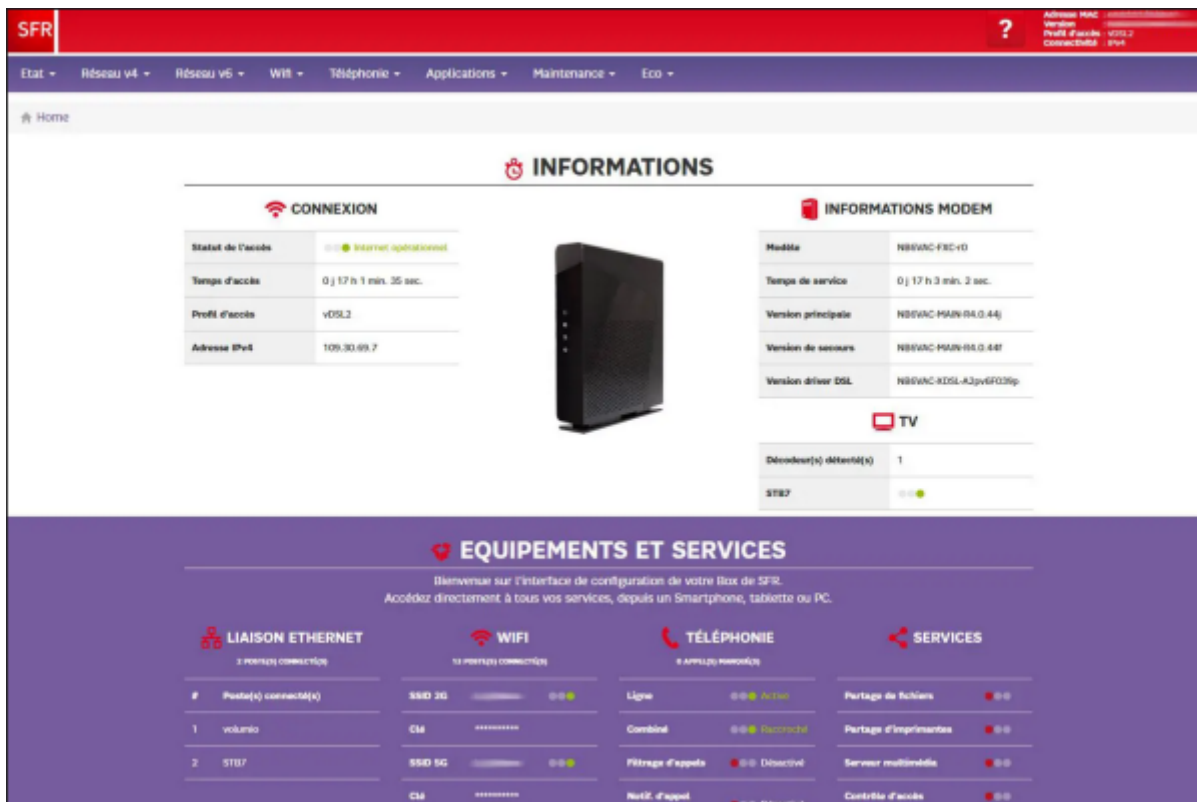 SFR
?
Adresse MAC :
Version :
Profil d'accès : vDSL2
Connectivité : IPv4
Etat Réseau v4 Réseau v6 Wifi Téléphonie Applications Maintenance Eco
Home
INFORMATIONS
CONNEXION
Statut de l'accès Internet opérationnel
Temps d'accès 0 j 17 h 1 min. 35 sec.
Profil d'accès vDSL2
Adresse IPv4 109.30.69.7
INFORMATIONS MODEM
Modèle NB6VAC-FXC-r0
Temps de service 0 j 17 h 3 min. 2 sec.
Version principale NB6VAC-MAIN-R4.0.44j
Version de secours NB6VAC-MAIN-R4.0.44f
Version driver DSL NB6VAC-XDSL-A2pv6F039p
TV
Décodeur(s) détecté(s) 1
STB7
EQUIPEMENTS ET SERVICES
Bienvenue sur l'interface de configuration de votre Box de SFR.
Accédez directement à tous vos services, depuis un Smartphone, tablette ou PC.
LIAISON ETHERNET
2 POSTE(S) CONNECTÉ(S)
# Poste(s) connecté(s)
1 volumio
2 STB7
WIFI
13 POSTE(S) CONNECTÉ(S)
SSID 2G
Clé **********
SSID 5G
Clé **********
TÉLÉPHONIE
APPEL(S) MANQUÉ(S)
Ligne Active
Combiné Raccroché
Filtrage d'appels Désactivé
Notif. d'appel
SERVICES
Partage de fichiers
Partage d'imprimantes
Serveur multimédia
Contrôle d'accès